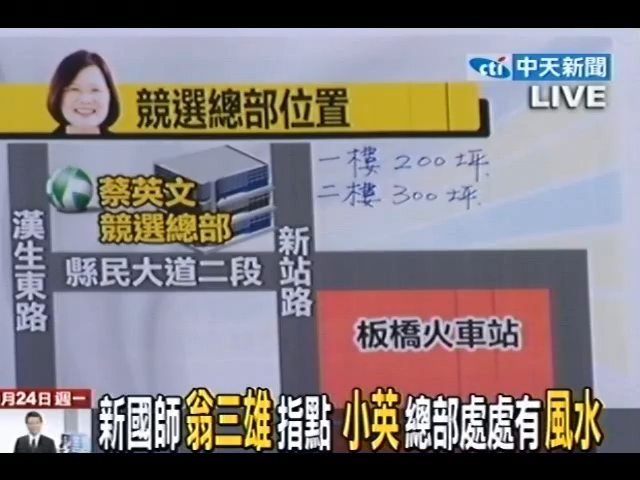 cti 中天新聞
LIVE
競選總部位置
一樓 200坪
二樓 300坪
蔡英文
競選總部
漢生東路
新站路
縣民大道二段
板橋火車站
月24日週一
新國師翁三雄指點 小英總部處處有風水